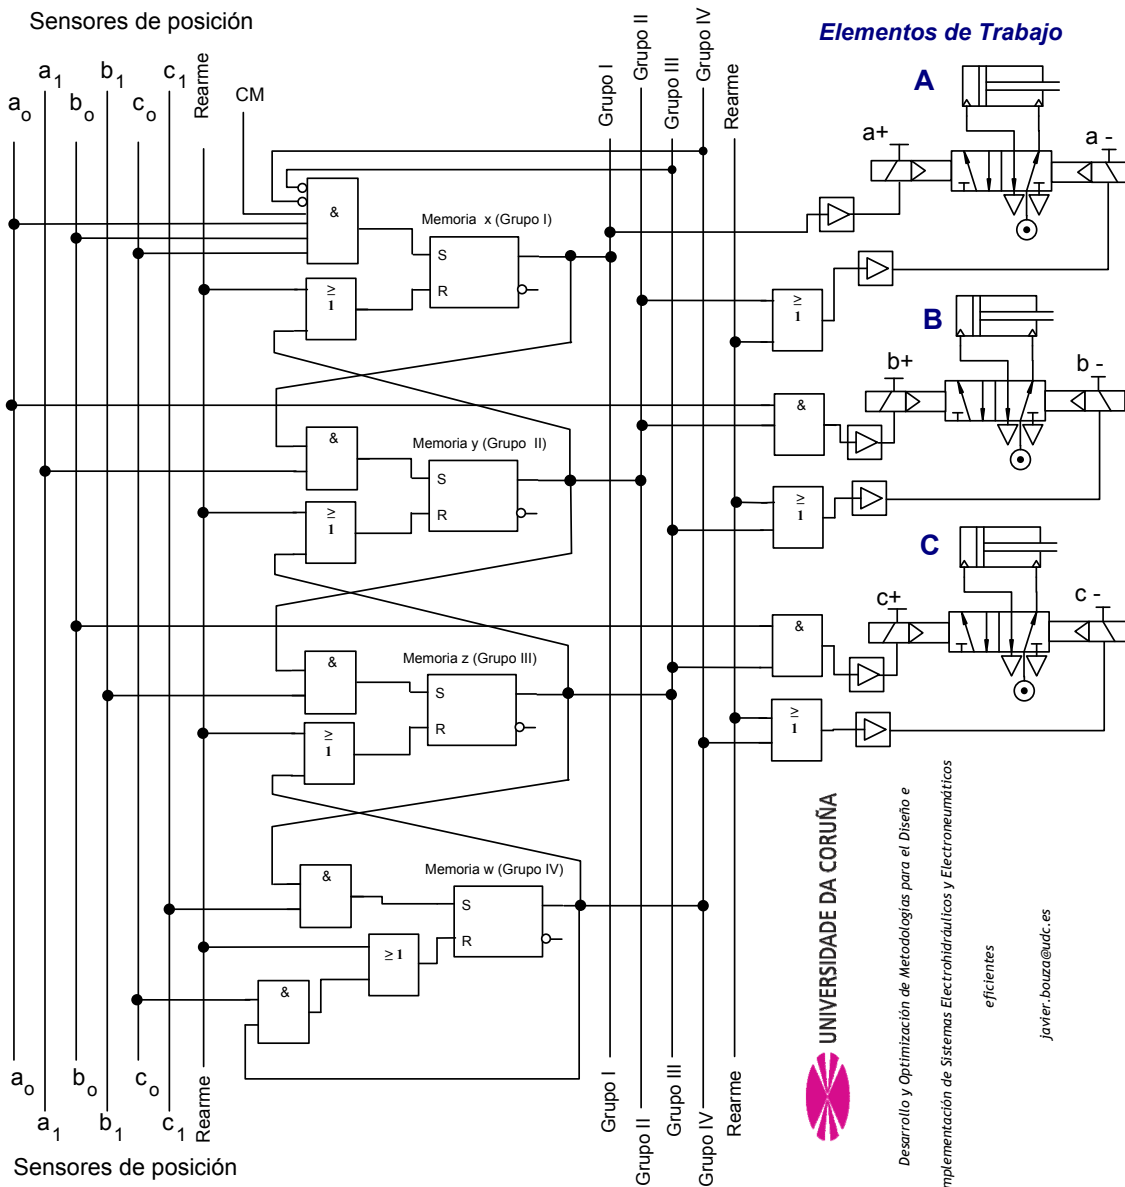 Sensores de posición
Elementos de Trabajo
a1
b1
c1
ao
bo
co
Rearme
CM
Grupo I
Grupo II
Grupo III
Grupo IV
Rearme
A
a+
a -
&
Memoria x (Grupo I)
S
R
≥
1
≥
1
B
b+
b -
&
&
Memoria y (Grupo II)
S
R
≥
1
≥
1
C
c+
c -
&
&
Memoria z (Grupo III)
S
R
≥
1
≥
1
&
Memoria w (Grupo IV)
S
R
≥ 1
&
UNIVERSIDADE DA CORUÑA
Desarrollo y Optimización de Metodologías para el Diseño e
mplementación de Sistemas Electrohidráulicos y Electroneumáticos
eficientes
javier.bouza@udc.es
ao
bo
co
Rearme
a1
b1
c1
Grupo I
Grupo II
Grupo III
Grupo IV
Rearme
Sensores de posición